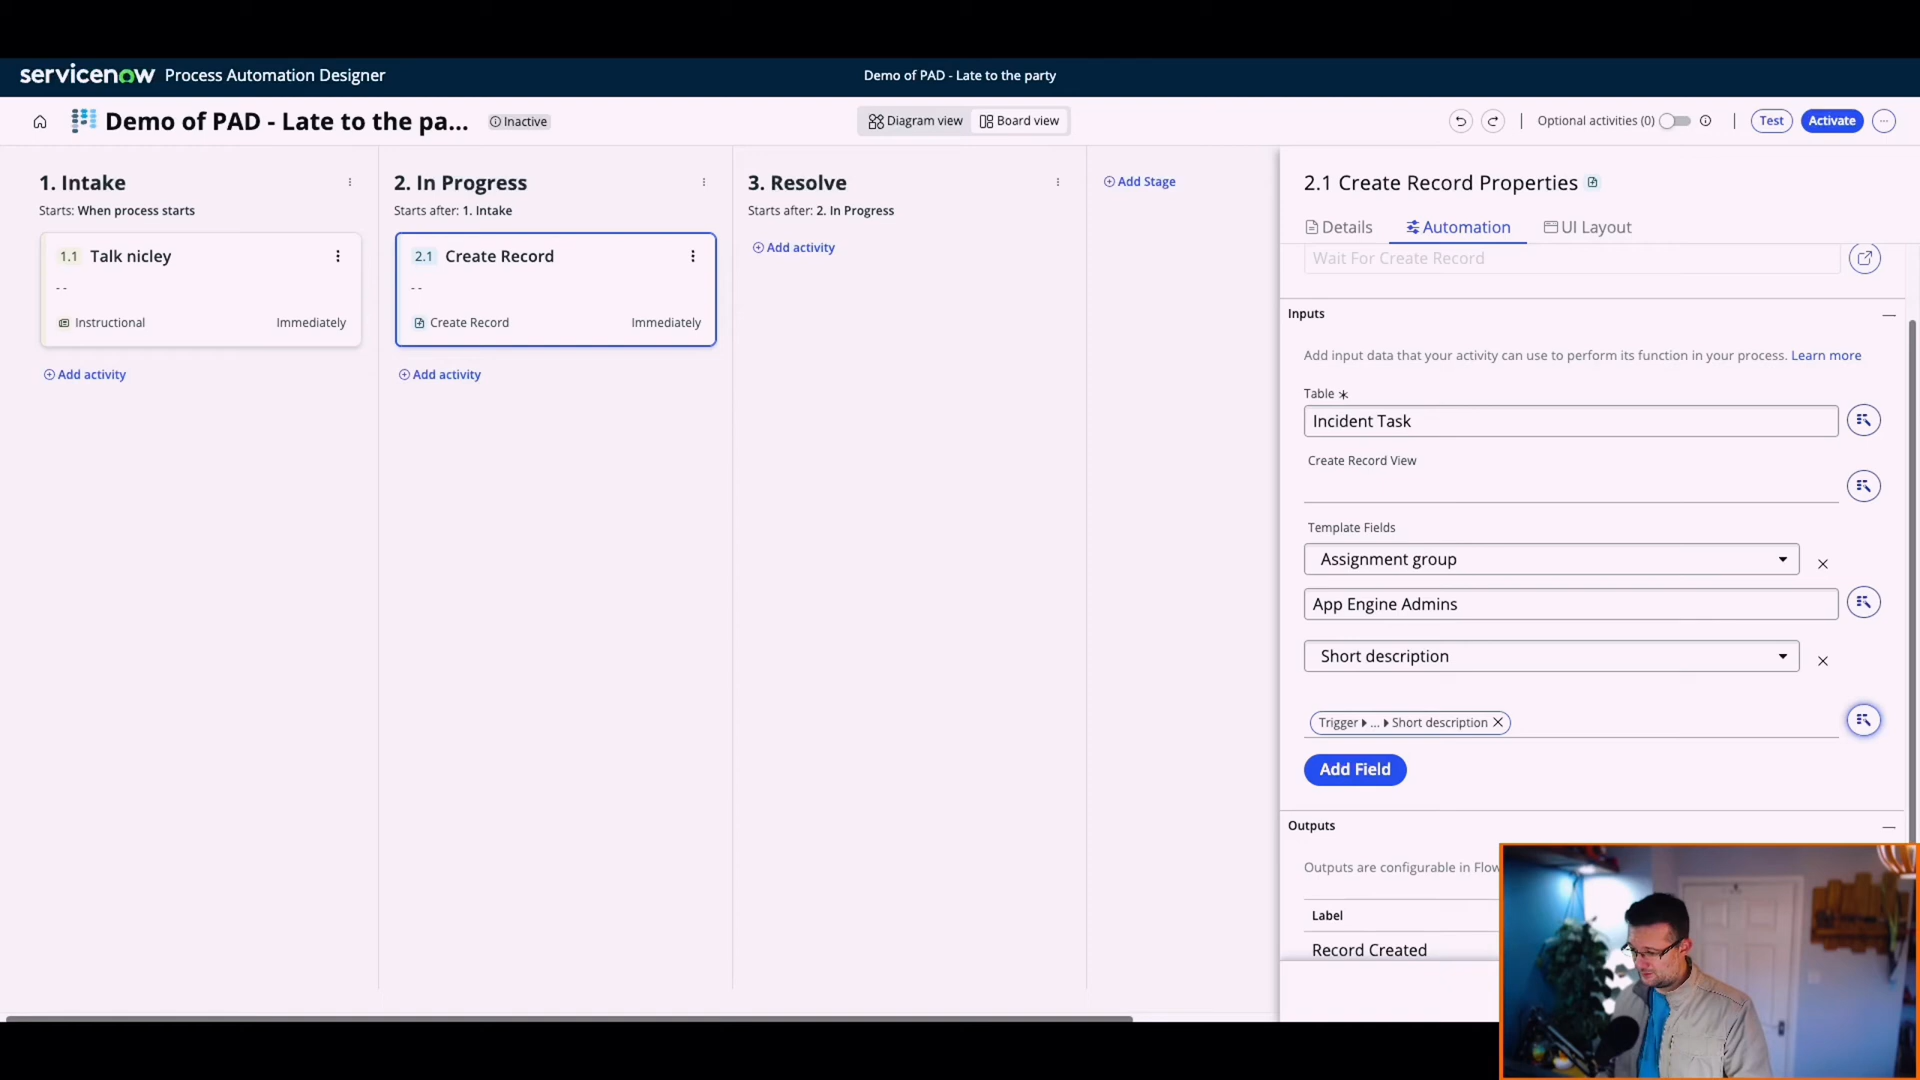 servicenow Process Automation Designer
Demo of PAD - Late to the party
Demo of PAD - Late to the pa...
Inactive
Diagram view
Board view
Optional activities (0)
Test
Activate
1. Intake
Starts: When process starts
1.1 Talk nicley
--
Instructional
Immediately
Add activity
2. In Progress
Starts after: 1. Intake
2.1 Create Record
--
Create Record
Immediately
Add activity
3. Resolve
Starts after: 2. In Progress
Add activity
Add Stage
2.1 Create Record Properties
Details
Automation
UI Layout
Wait For Create Record
Inputs
Add input data that your activity can use to perform its function in your process. Learn more
Table *
Incident Task
Create Record View
Template Fields
Assignment group
App Engine Admins
Short description
Trigger ... Short description
Add Field
Outputs
Outputs are configurable in Flow
Label
Record Created